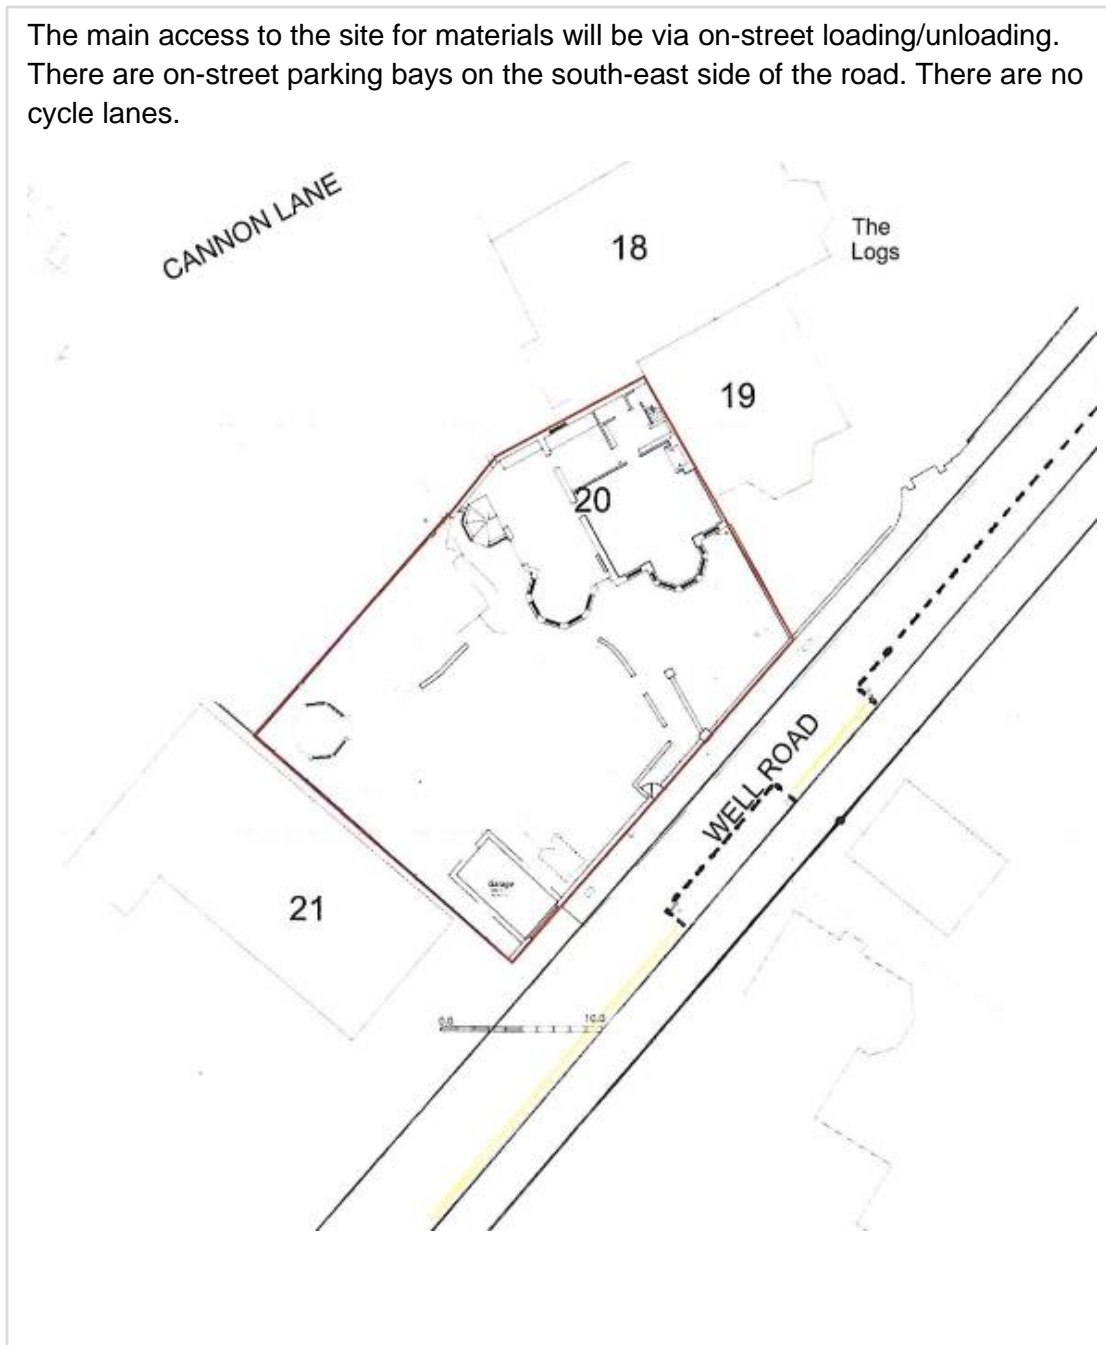 The main access to the site for materials will be via on-street loading/unloading.
There are on-street parking bays on the south-east side of the road. There are no
cycle lanes.
CANNON LANE
18
The
Logs
19
20
WELL ROAD
21
Garage
0.0
10.0